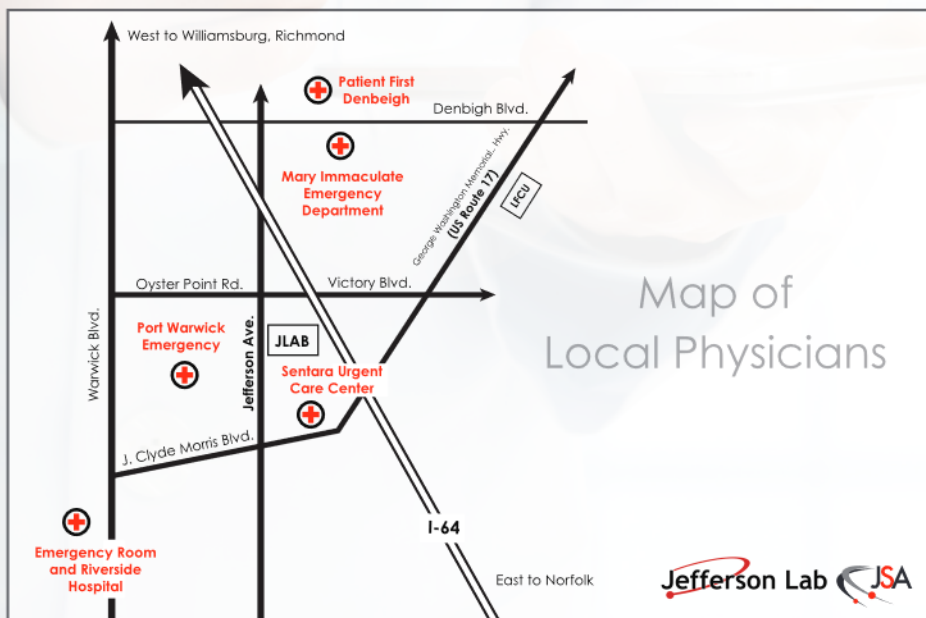 West to Williamsburg, Richmond
Patient First
Denbeigh
Denbigh Blvd.
Mary Immaculate
Emergency
Department
George Washington Memorial.. Hwy.
(US Route 17)
LFCU
Oyster Point Rd.
Victory Blvd.
Map of
Local Physicians
Warwick Blvd.
Port Warwick
Emergency
Jefferson Ave.
JLAB
Sentara Urgent
Care Center
J. Clyde Morris Blvd.
I-64
Emergency Room
and Riverside
Hospital
East to Norfolk
Jefferson Lab
JSA